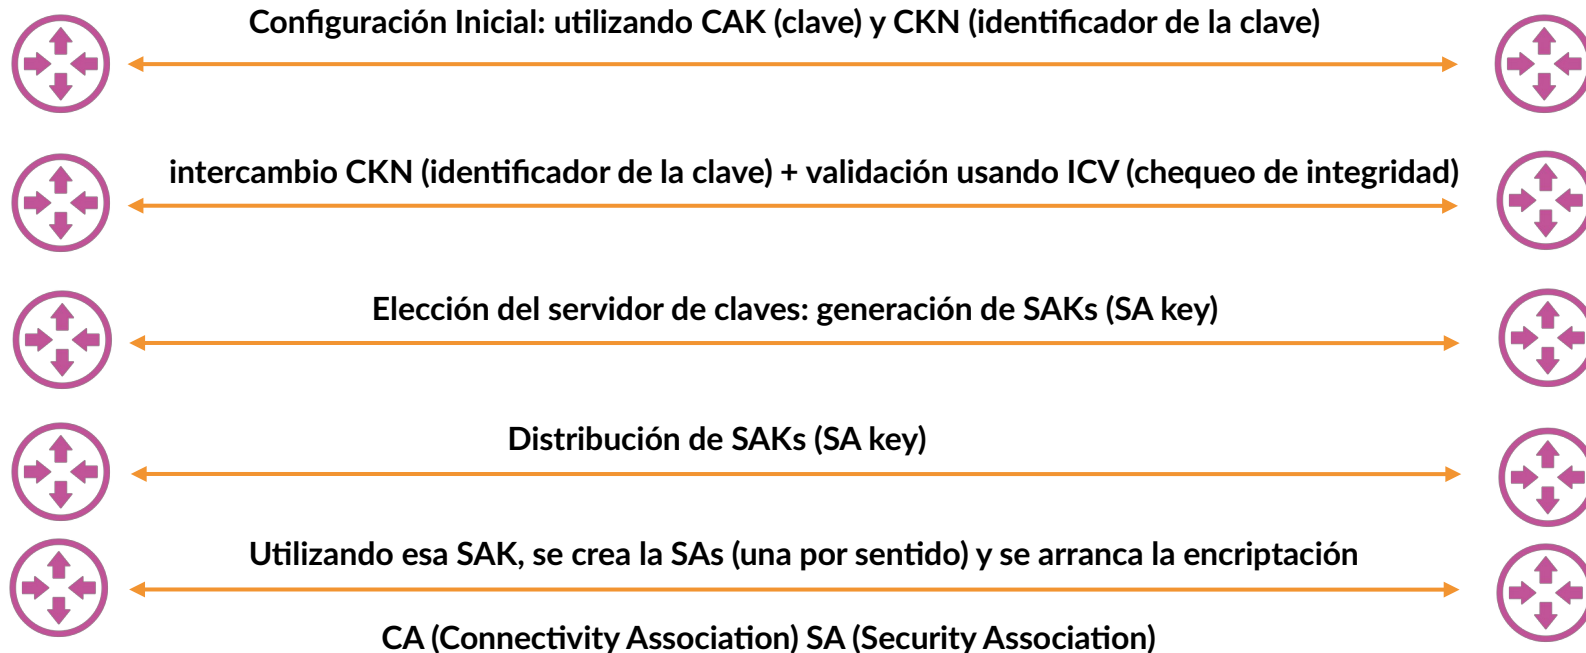 Configuración Inicial: utilizando CAK (clave) y CKN (identificador de la clave)
intercambio CKN (identificador de la clave) + validación usando ICV (chequeo de integridad)
Elección del servidor de claves: generación de SAKs (SA key)
Distribución de SAKs (SA key)
Utilizando esa SAK, se crea la SAs (una por sentido) y se arranca la encriptación
CA (Connectivity Association) SA (Security Association)